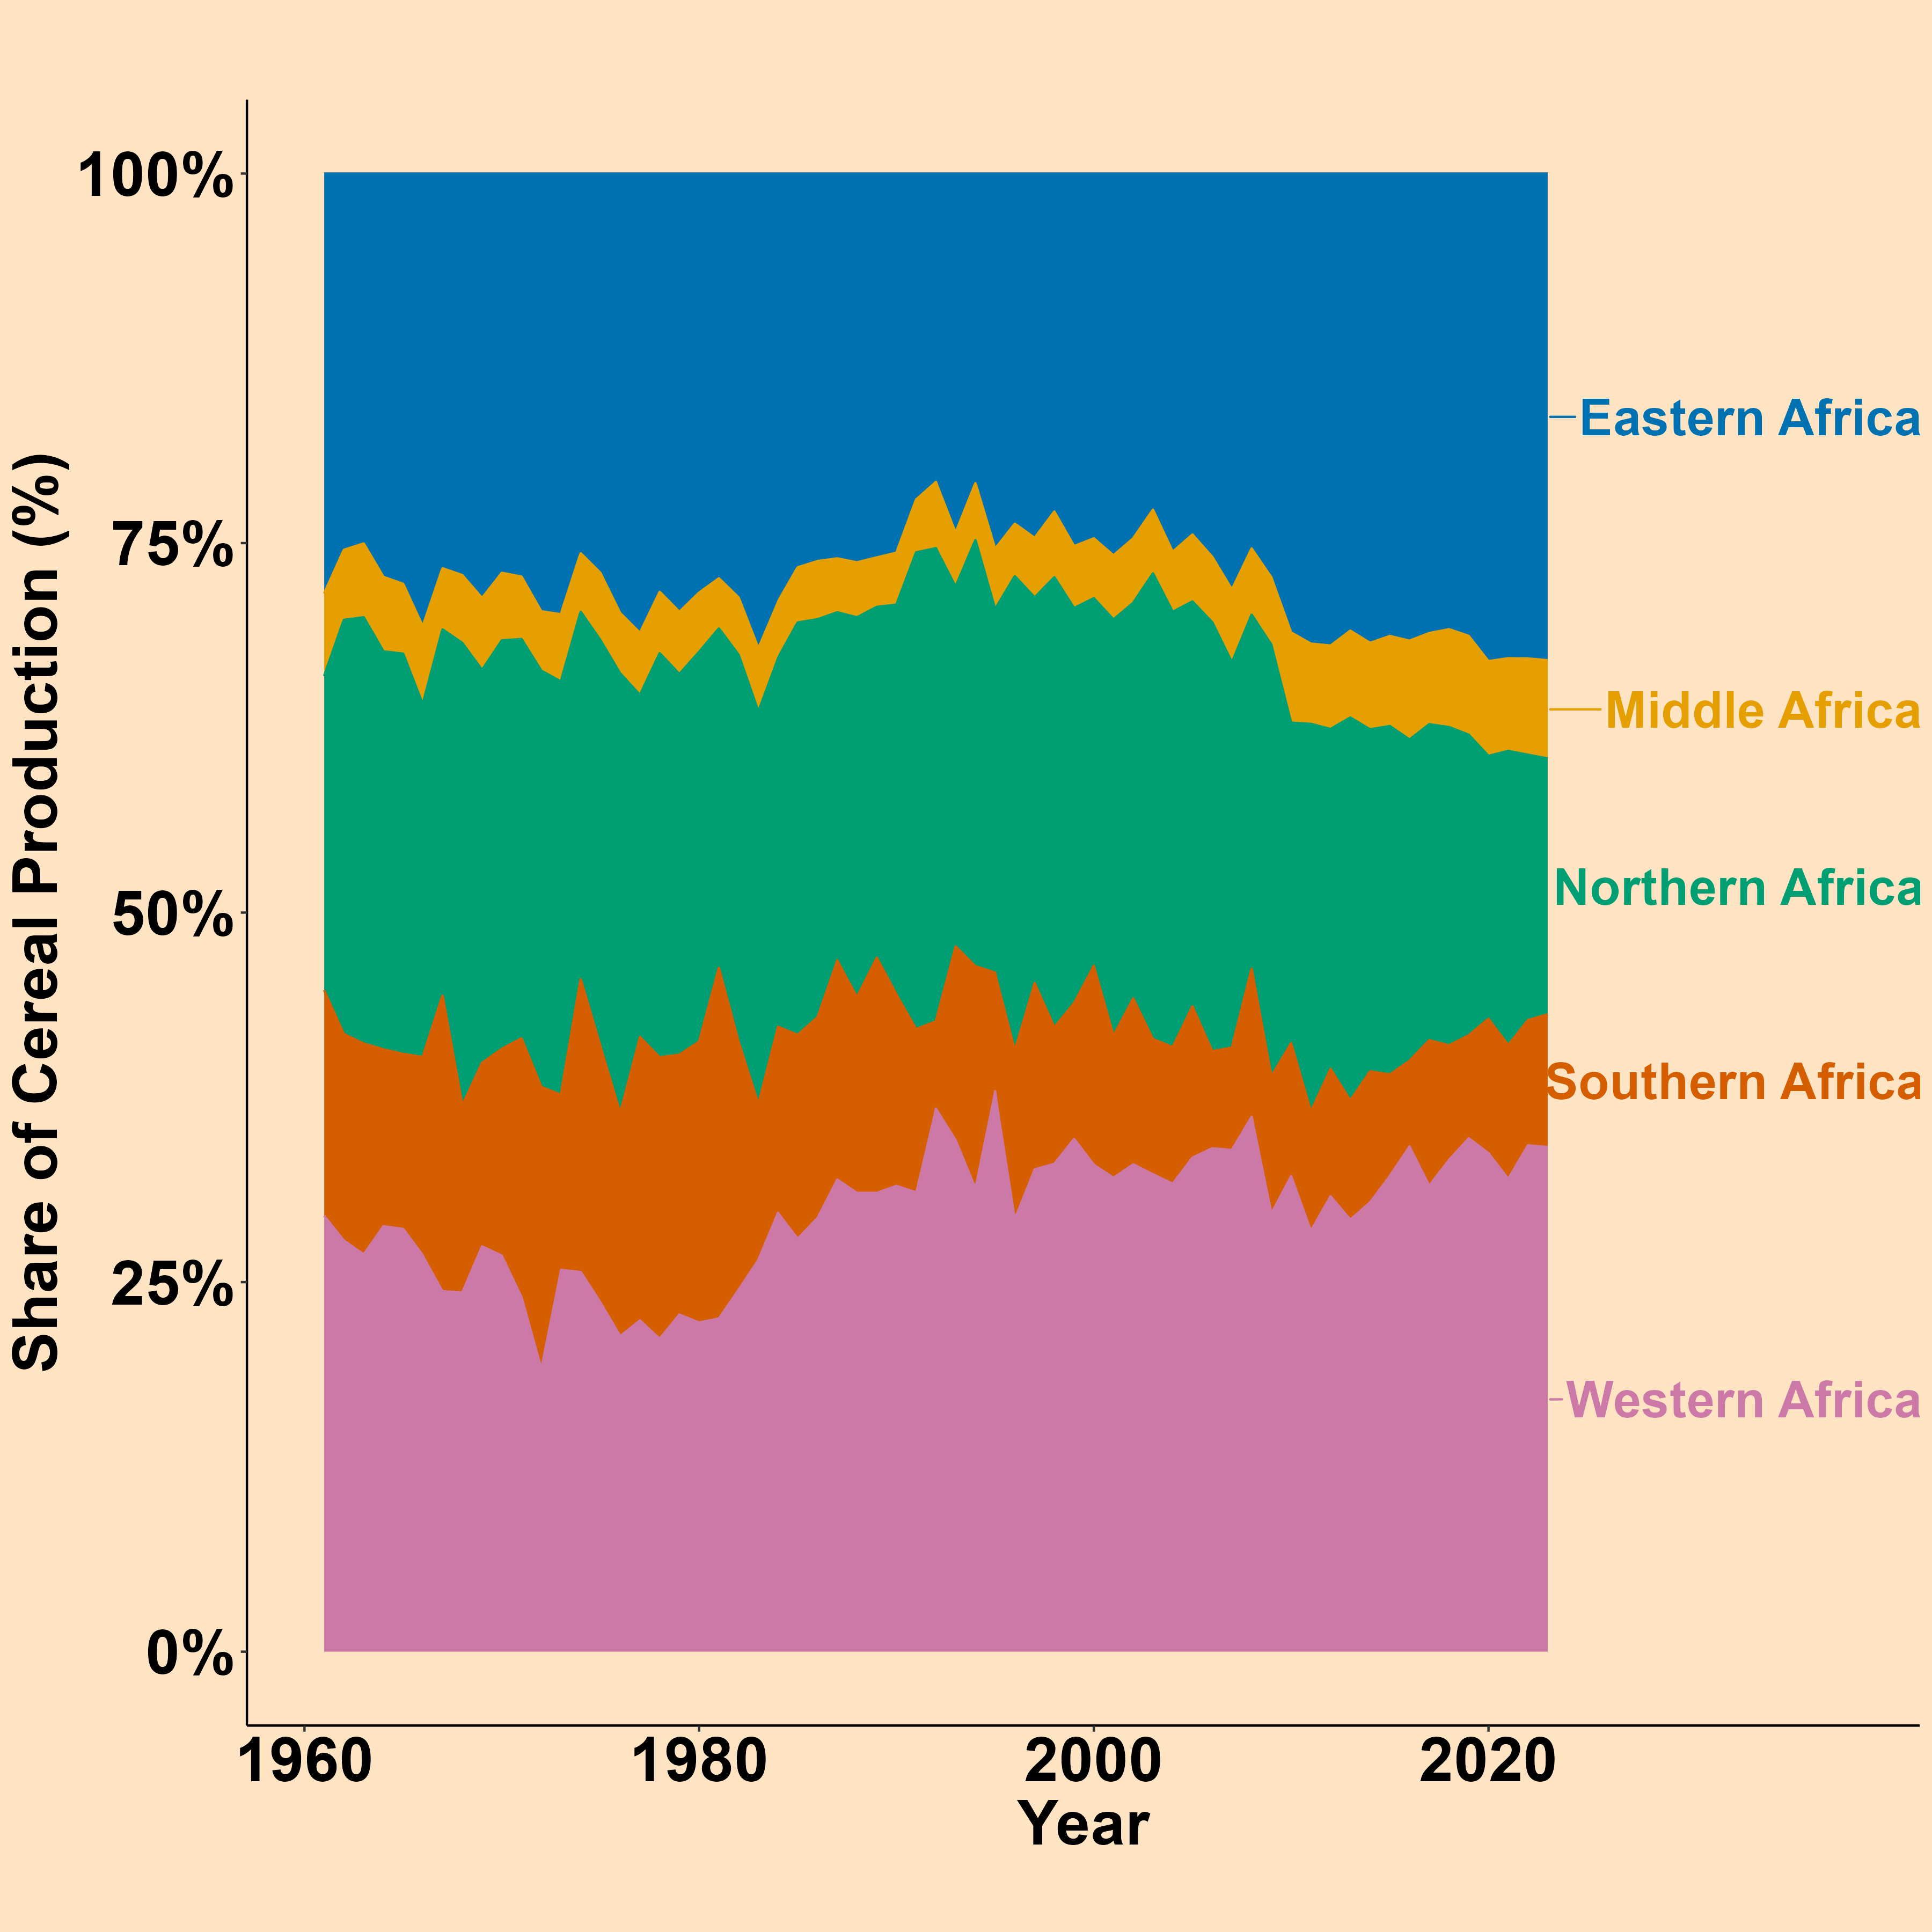 Share of Cereal Production (%)
100%
75%
50%
25%
0%
Eastern Africa
Middle Africa
Northern Africa
Southern Africa
Western Africa
1960 1980 2000 2020
Year